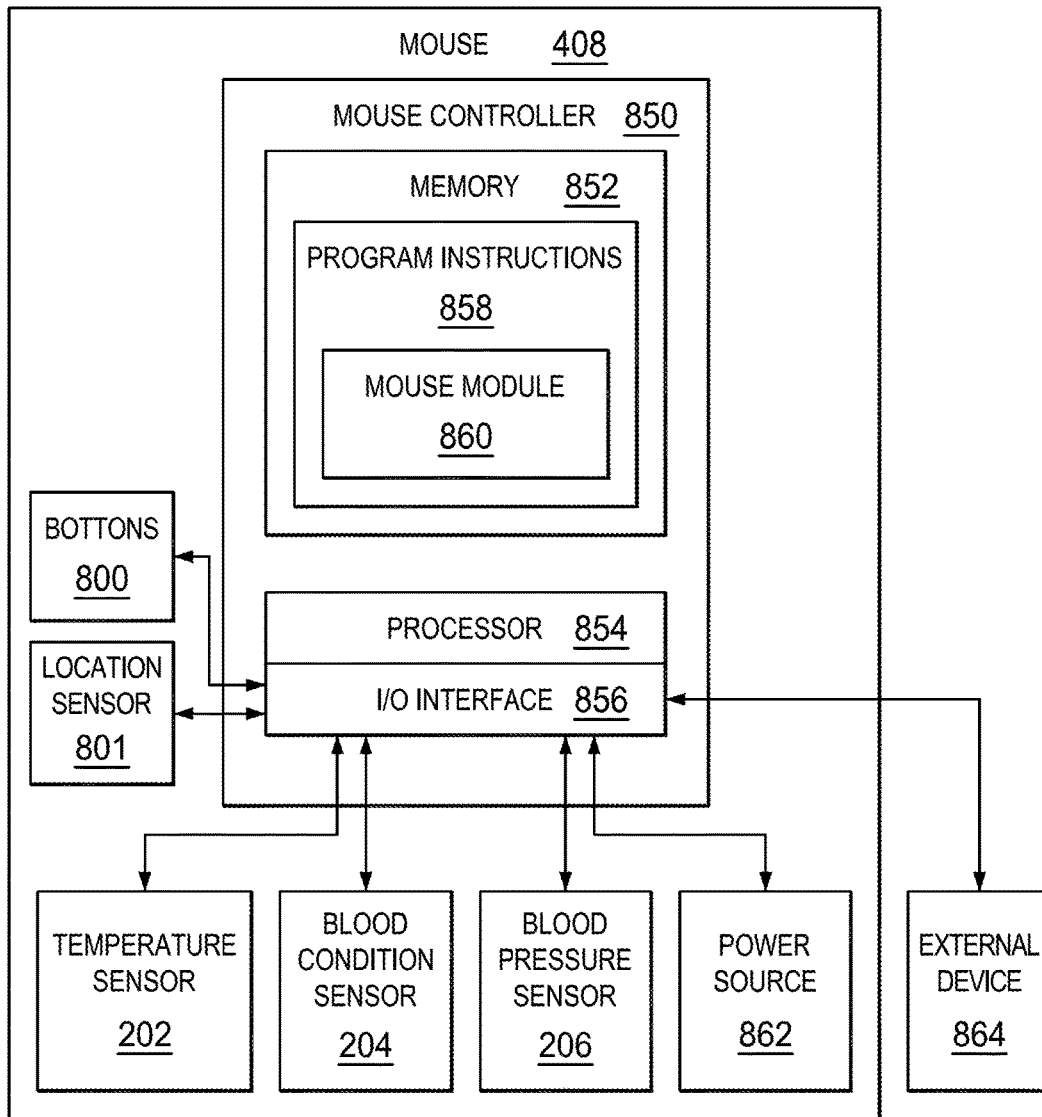 MOUSE 408
MOUSE CONTROLLER 850
MEMORY 852
PROGRAM INSTRUCTIONS
858
MOUSE MODULE
860
BOTTONS
800
LOCATION
SENSOR
801
PROCESSOR 854
I/O INTERFACE 856
TEMPERATURE
SENSOR
202
BLOOD
CONDITION
SENSOR
204
BLOOD
PRESSURE
SENSOR
206
POWER
SOURCE
862
EXTERNAL
DEVICE
864